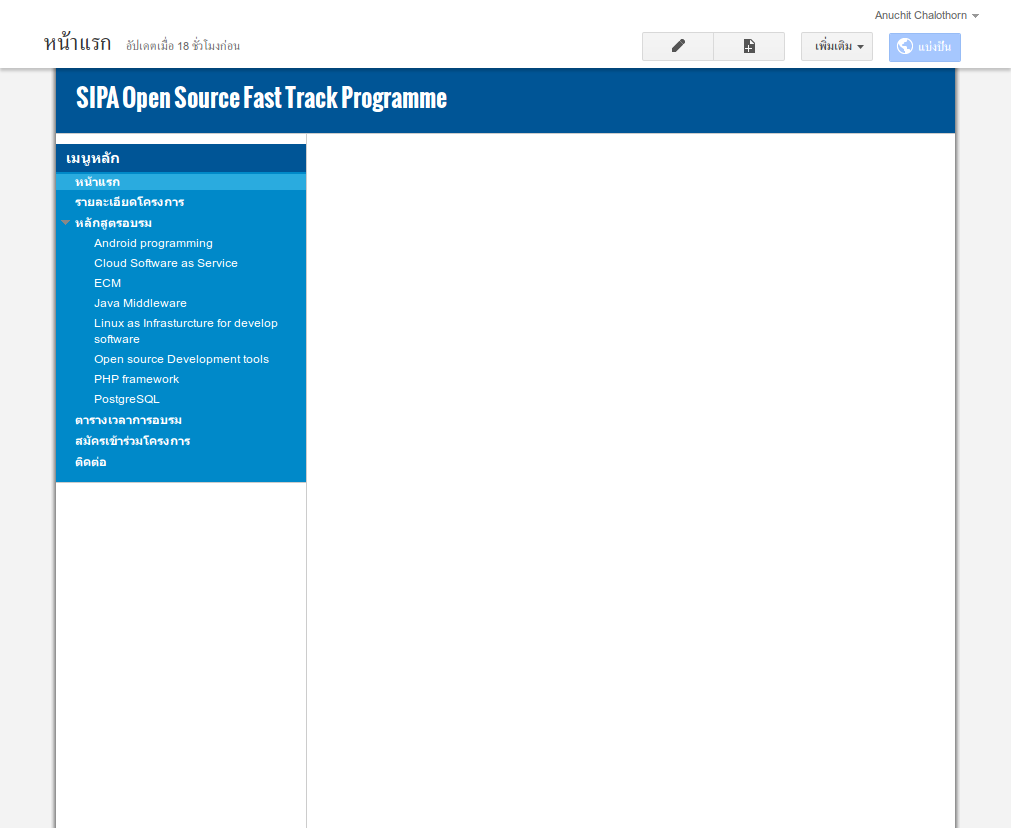 Anuchit Chalothorn
หน้าแรก อัปเดตเมื่อ 18 ชั่วโมงก่อน
เพิ่มเติม
แบ่งปัน
SIPA Open Source Fast Track Programme
เมนูหลัก
หน้าแรก
รายละเอียดโครงการ
หลักสูตรอบรม
Android programming
Cloud Software as Service
ECM
Java Middleware
Linux as Infrasturcture for develop
software
Open source Development tools
PHP framework
PostgreSQL
ตารางเวลาการอบรม
สมัครเข้าร่วมโครงการ
ติดต่อ